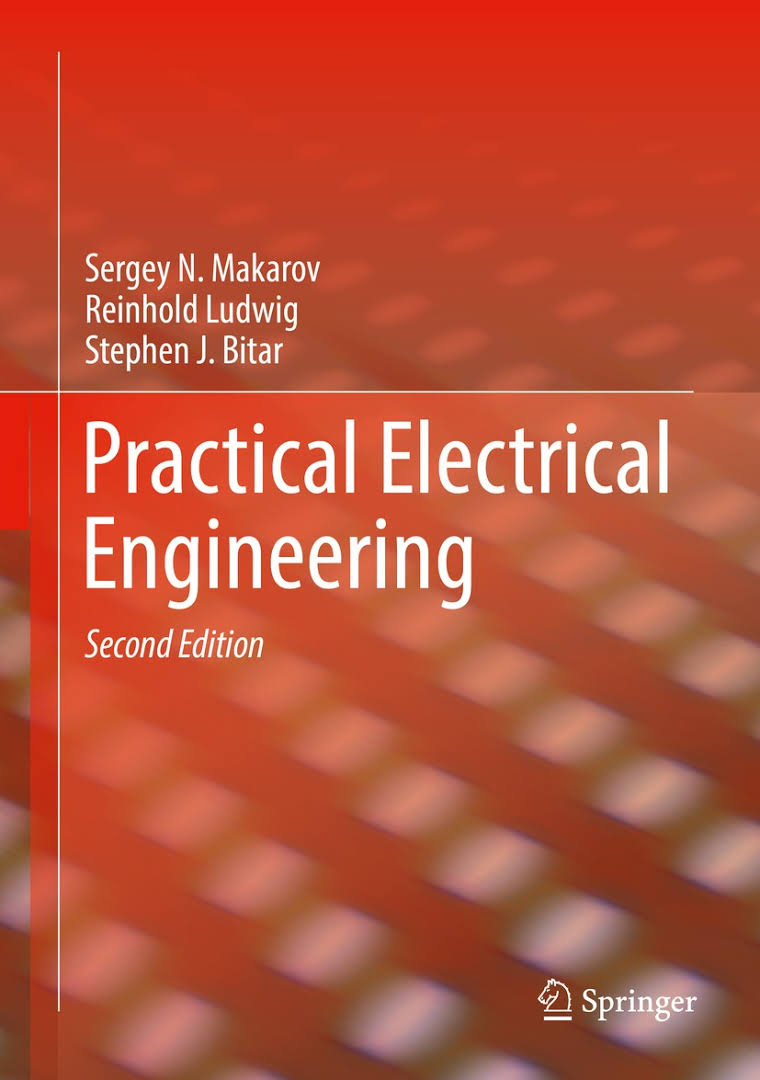 Sergey N. Makarov
Reinhold Ludwig
Stephen J. Bitar
Practical Electrical
Engineering
Second Edition
Springer